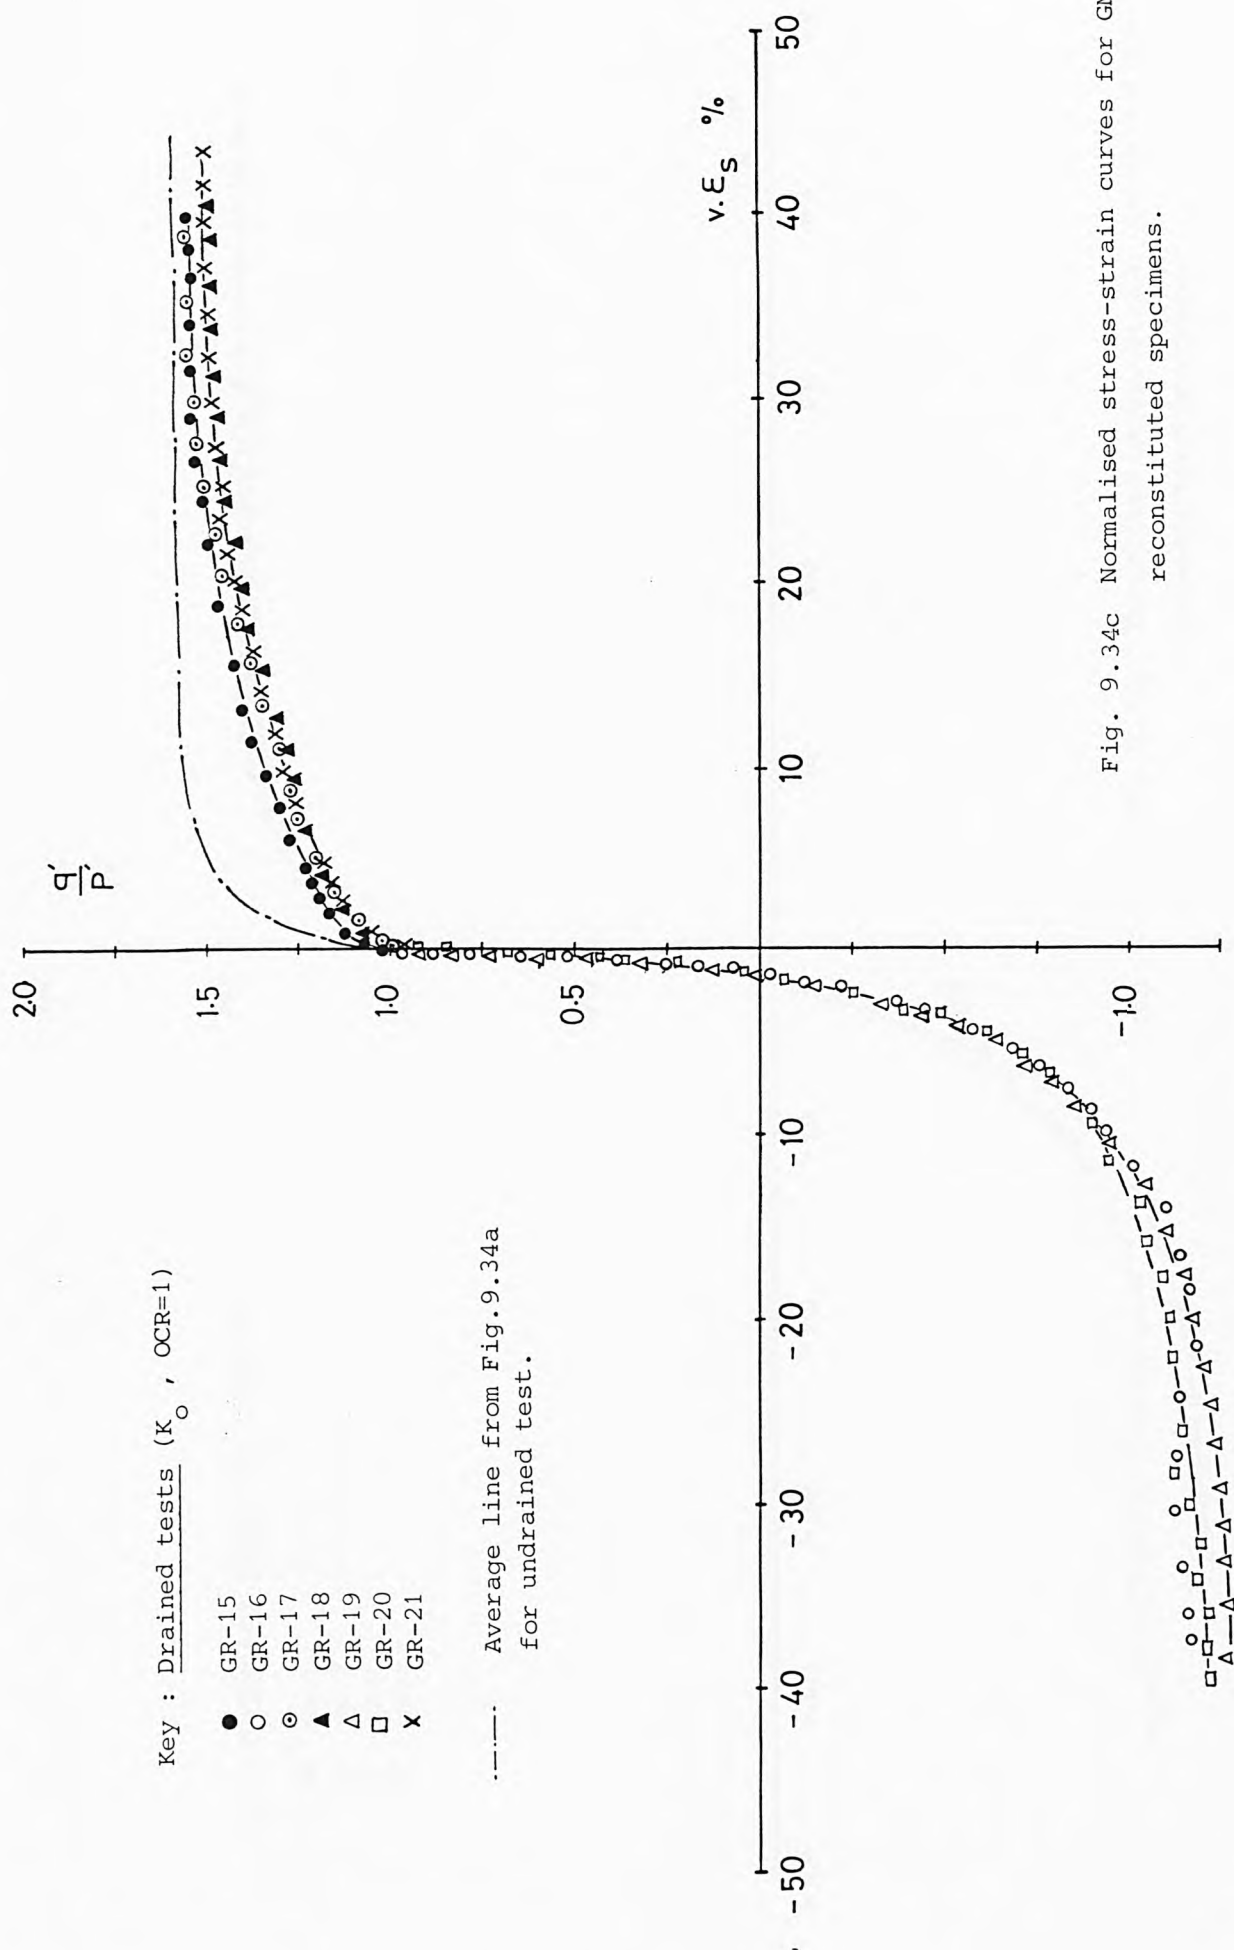 q'
p'
2.0
1.5
1.0
0.5
-1.0
-50
-40
-30
-20
-10
10
20
30
40
50
v.εs %
Key : Drained tests (Ko , OCR=1)
● GR-15
○ GR-16
⊙ GR-17
▲ GR-18
△ GR-19
□ GR-20
x GR-21
.—.—. Average line from Fig.9.34a
for undrained test.
Fig. 9.34c Normalised stress-strain curves for
reconstituted specimens.